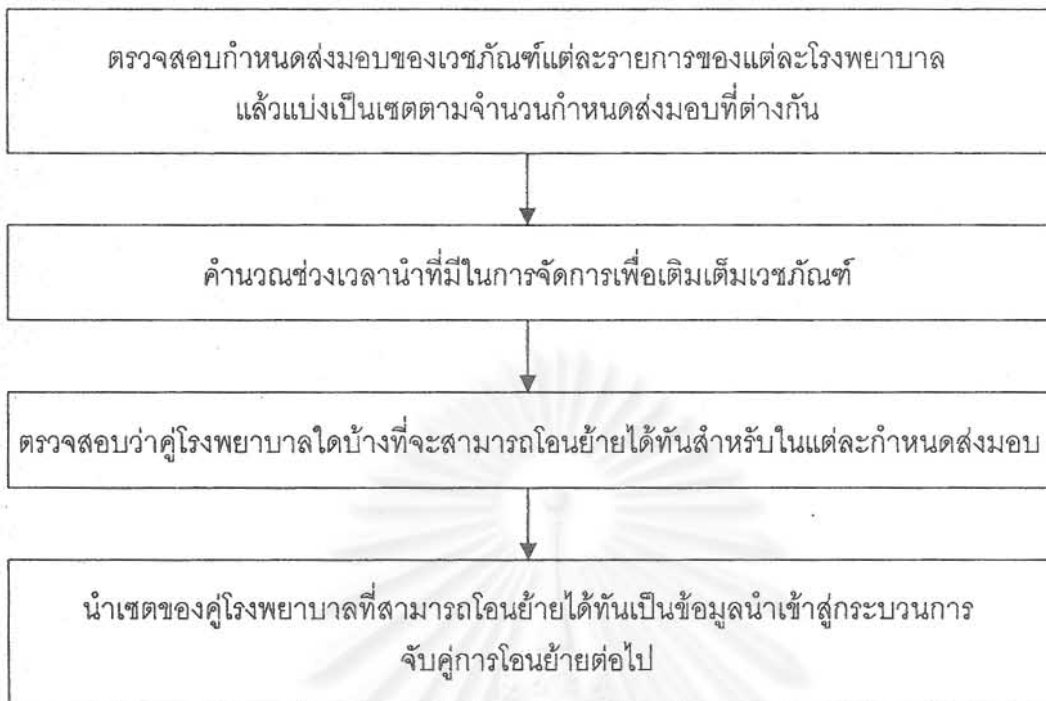 ตรวจสอบกำหนดส่งมอบของเวชภัณฑ์แต่ละรายการของแต่ละโรงพยาบาล
แล้วแบ่งเป็นเซตตามจำนวนกำหนดส่งมอบที่ต่างกัน
คำนวณช่วงเวลานำที่มีในการจัดการเพื่อเติมเต็มเวชภัณฑ์
ตรวจสอบว่าคู่โรงพยาบาลใดบ้างที่จะสามารถโอนย้ายได้ทันสำหรับในแต่ละกำหนดส่งมอบ
นำเซตของคู่โรงพยาบาลที่สามารถโอนย้ายได้ทันเป็นข้อมูลนำเข้าสู่กระบวนการ
จับคู่การโอนย้ายต่อไป